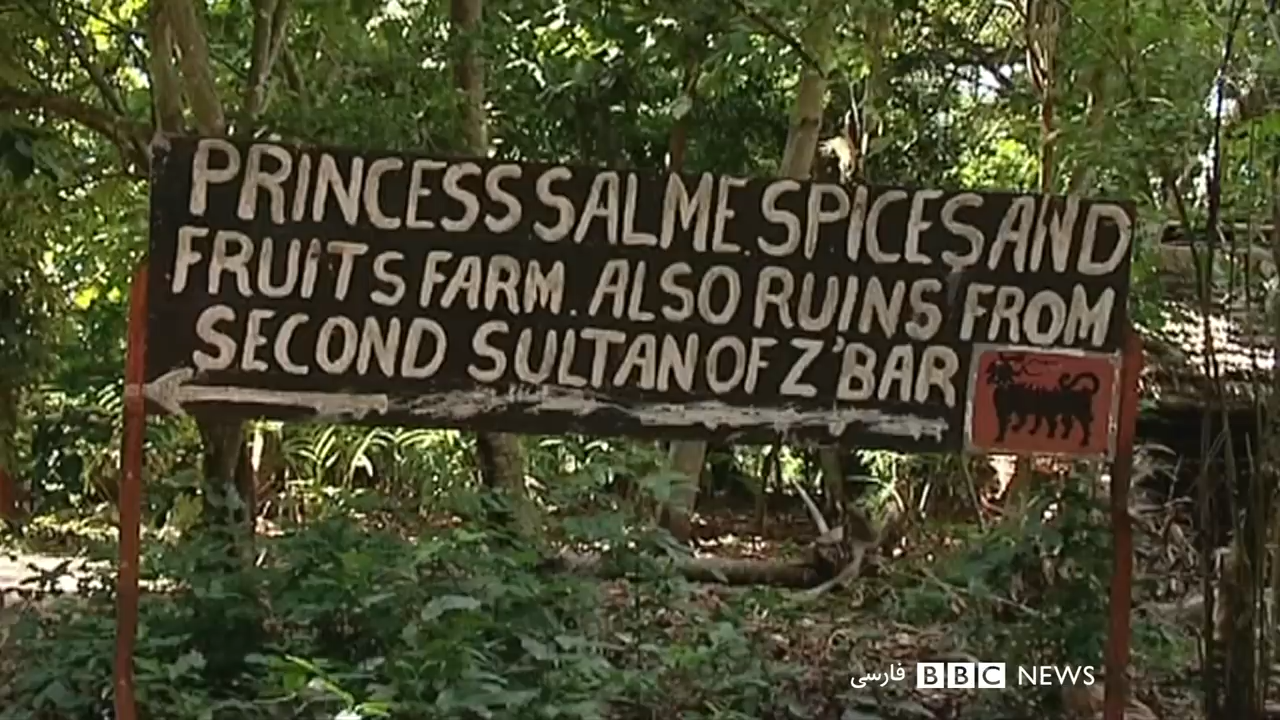 PRINCESS SALME SPICES AND
FRUITS FARM. ALSO RUINS FROM
SECOND SULTAN OF Z'BAR
BBC NEWS فارسی